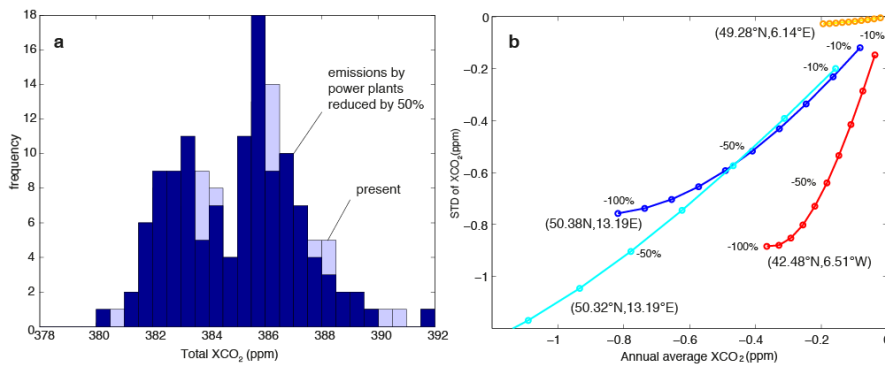 a
18
16
14
12
10
8
6
4
2
0
frequency
emissions by
power plants
reduced by 50%
present
378
380
382
384
386
388
390
392
Total XCO₂ (ppm)
b
0
−0.2
−0.4
−0.6
−0.8
−1
STD of XCO₂(ppm)
(49.28°N,6.14°E)
-10%
-10%
-10%
-50%
-50%
-100%
(50.38N,13.19E)
-100%
(42.48°N,6.51°W)
-50%
(50.32°N,13.19°E)
−1
−0.8
−0.6
−0.4
−0.2
0
Annual average XCO₂(ppm)